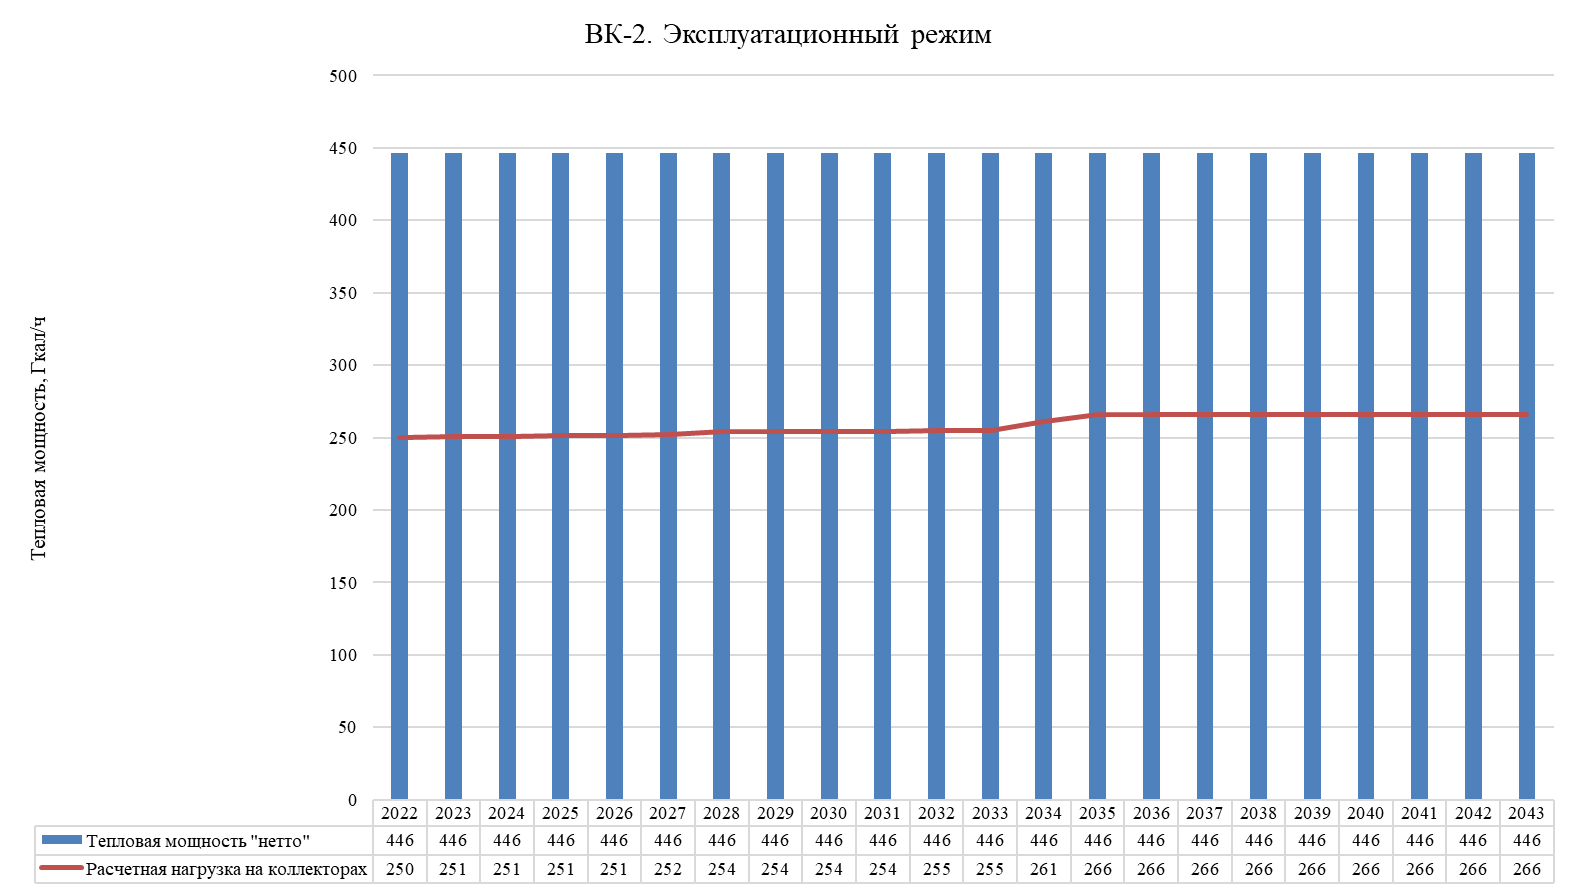 ВК-2. Эксплуатационный режим
Тепловая мощность, Гкал/ч
500
450
400
350
300
250
200
150
100
50
0
2022 2023 2024 2025 2026 2027 2028 2029 2030 2031 2032 2033 2034 2035 2036 2037 2038 2039 2040 2041 2042 2043
Тепловая мощность "нетто" 446 446 446 446 446 446 446 446 446 446 446 446 446 446 446 446 446 446 446 446 446 446
Расчетная нагрузка на коллекторах 250 251 251 251 251 252 254 254 254 254 255 255 261 266 266 266 266 266 266 266 266 266